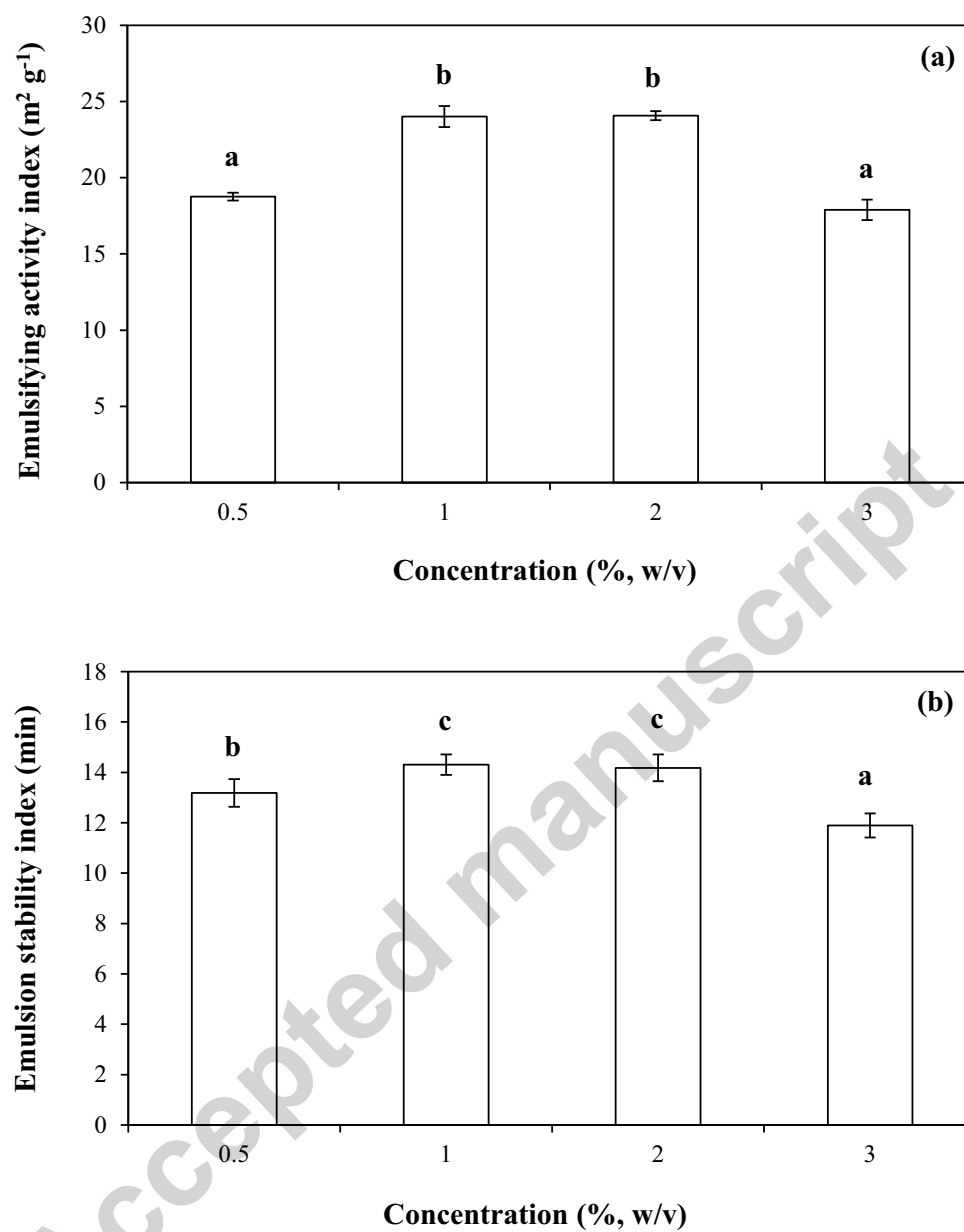 (a)
Emulsifying activity index (m² g⁻¹)
30
25
20
15
10
5
0
a
b
b
a
0.5 1 2 3
Concentration (%, w/v)
(b)
Emulsion stability index (min)
18
16
14
12
10
8
6
4
2
0
b
c
c
a
0.5 1 2 3
Concentration (%, w/v)
Accepted manuscript